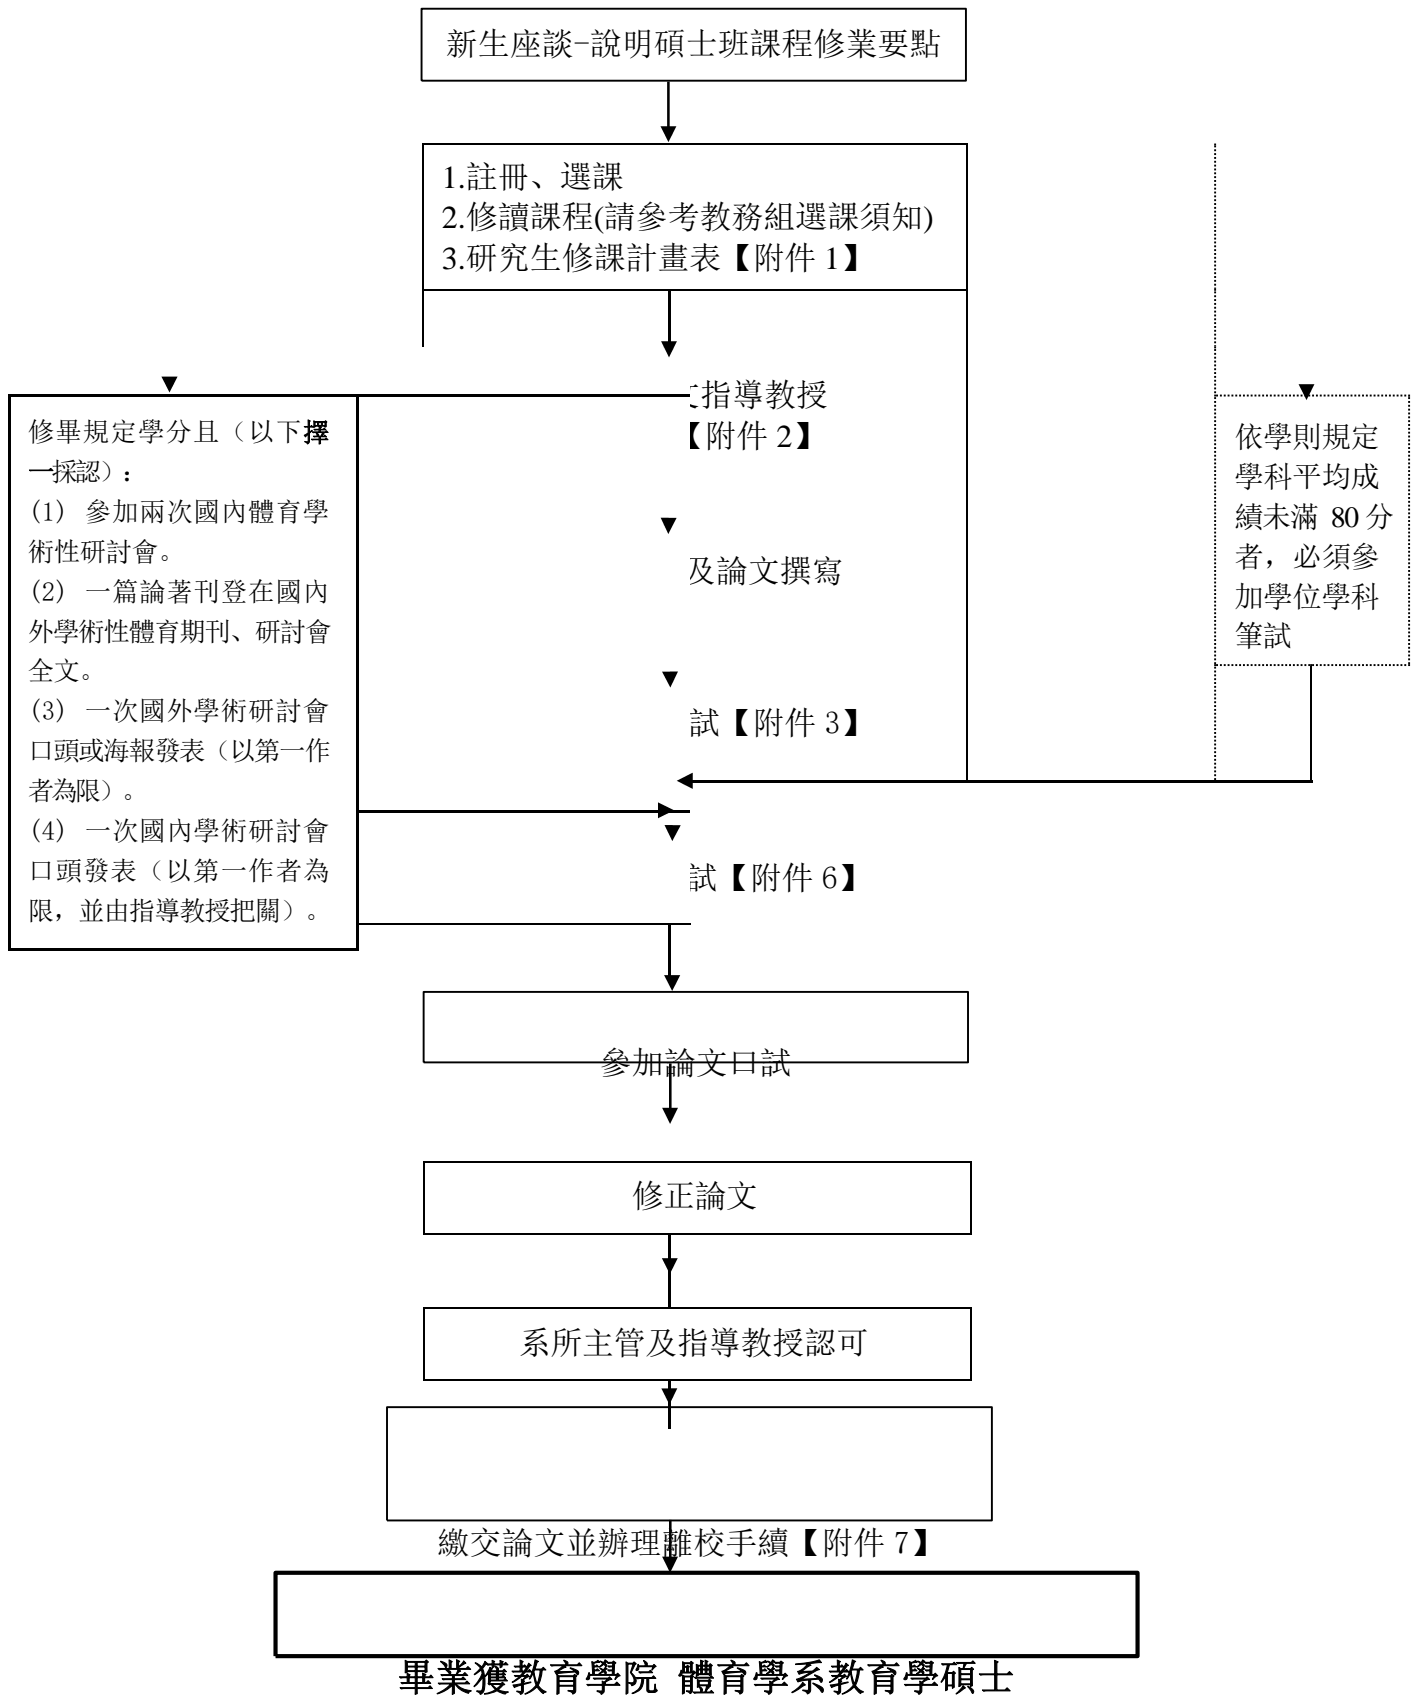 新生座談-說明碩士班課程修業要點
1.註冊、選課
2.修讀課程(請參考教務組選課須知)
3.研究生修課計畫表【附件 1】
指導教授
【附件 2】
修畢規定學分且（以下擇
一採認）:
(1) 參加兩次國內體育學
術性研討會。
(2) 一篇論著刊登在國內
外學術性體育期刊、研討會
全文。
(3) 一次國外學術研討會
口頭或海報發表（以第一作
者為限）。
(4) 一次國內學術研討會
口頭發表（以第一作者為
限，並由指導教授把關）。
及論文撰寫
試【附件 3】
試【附件 6】
依學則規定
學科平均成
績未滿 80 分
者，必須參
加學位學科
筆試
參加論文口試
修正論文
系所主管及指導教授認可
繳交論文並辦理離校手續【附件 7】
畢業獲教育學院 體育學系教育學碩士